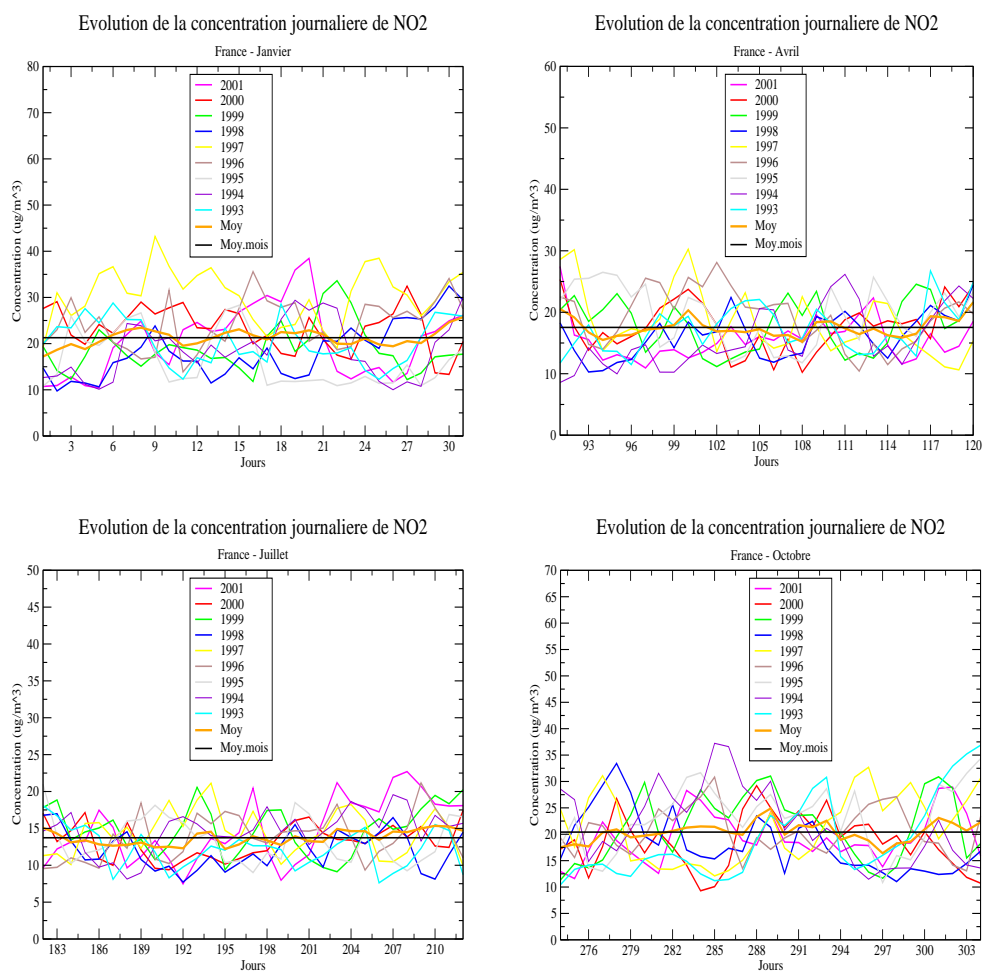 Evolution de la concentration journaliere de NO2
France - Janvier
Concentration (ug/m^3)
80
70
60
50
40
30
20
10
0
2001
2000
1999
1998
1997
1996
1995
1994
1993
Moy
Moy.mois
3 6 9 12 15 18 21 24 27 30
Jours
Evolution de la concentration journaliere de NO2
France - Avril
Concentration (ug/m^3)
60
50
40
30
20
10
0
2001
2000
1999
1998
1997
1996
1995
1994
1993
Moy
Moy.mois
93 96 99 102 105 108 111 114 117 120
Jours
Evolution de la concentration journaliere de NO2
France - Juillet
Concentration (ug/m^3)
50
45
40
35
30
25
20
15
10
5
0
2001
2000
1999
1998
1997
1996
1995
1994
1993
Moy
Moy.mois
183 186 189 192 195 198 201 204 207 210
Jours
Evolution de la concentration journaliere de NO2
France - Octobre
Concentration (ug/m^3)
70
65
60
55
50
45
40
35
30
25
20
15
10
5
0
2001
2000
1999
1998
1997
1996
1995
1994
1993
Moy
Moy.mois
276 279 282 285 288 291 294 297 300 303
Jours